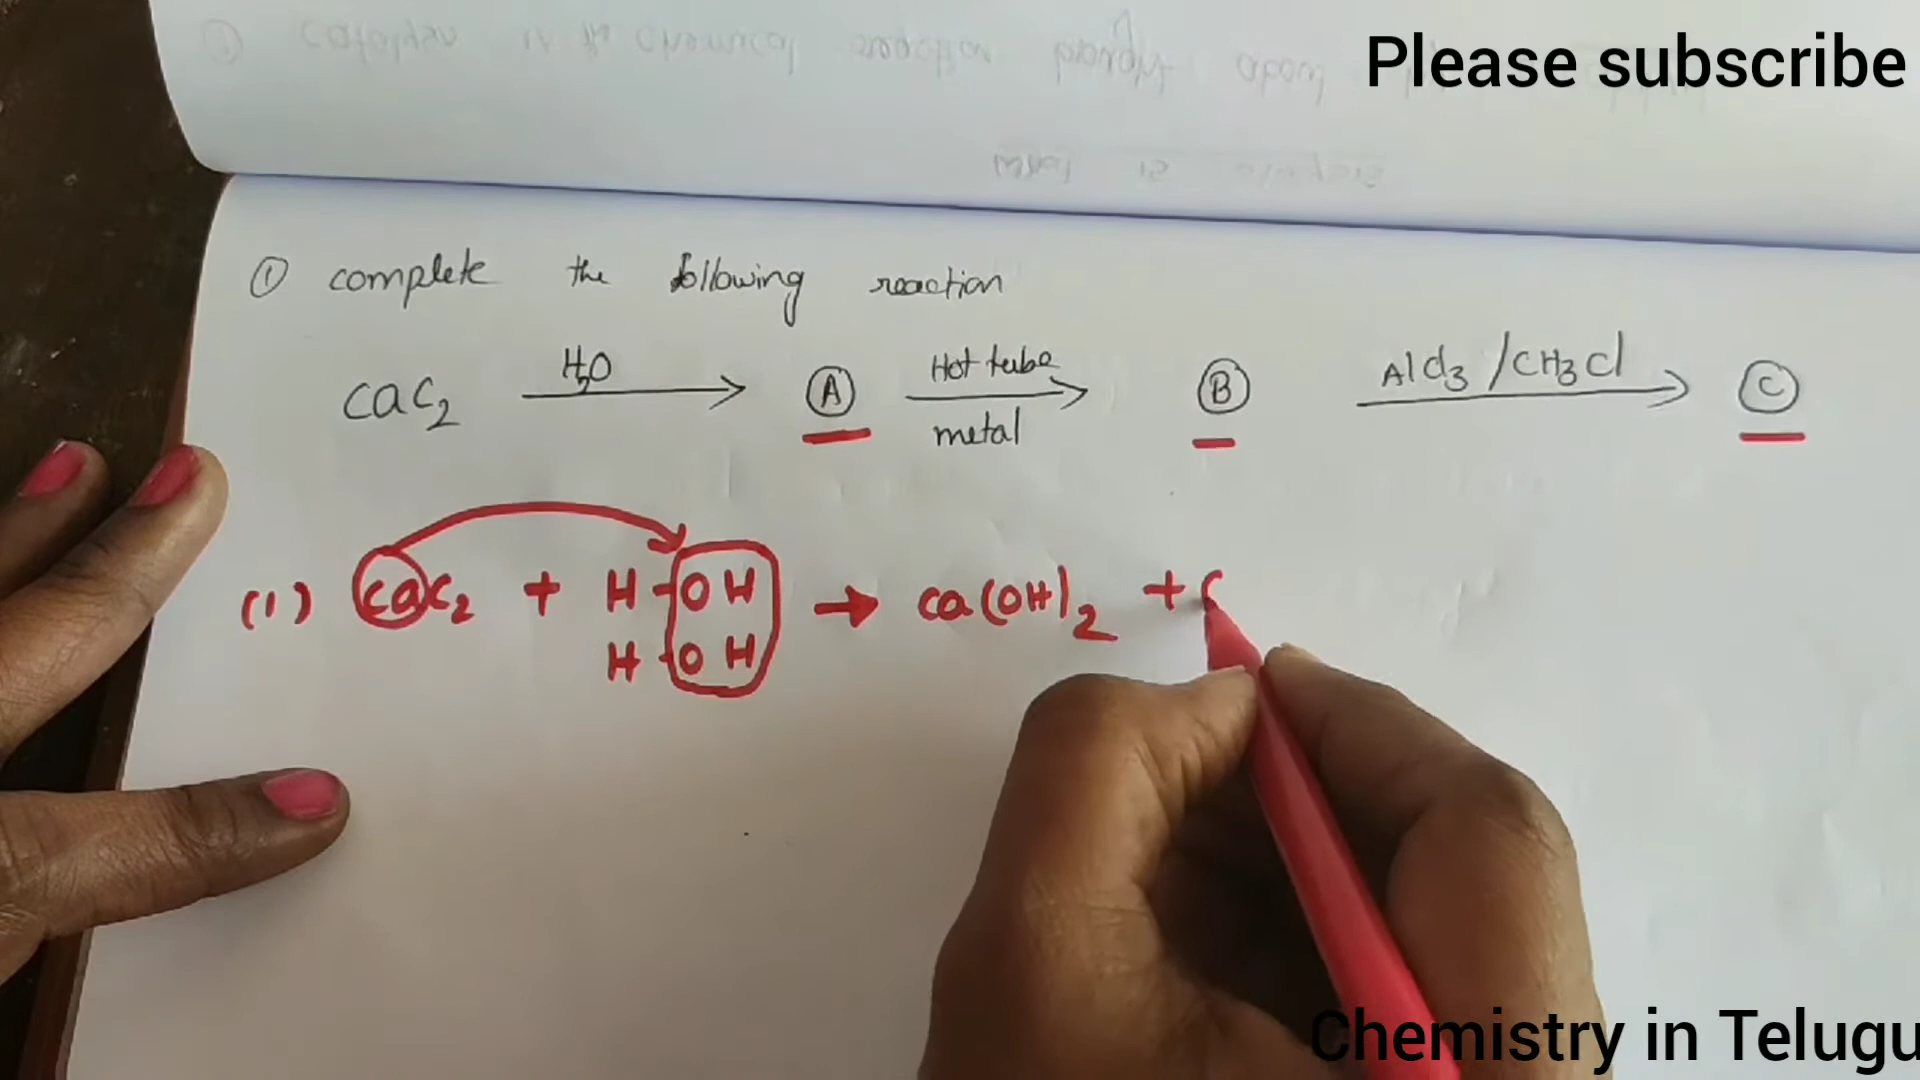 Please subscribe
① complete the following reaction
H2O Hot tube AlCl3 /CH3Cl
CaC2 → Ⓐ → Ⓑ → Ⓒ
metal
(1) CaC2 + H-OH → Ca(OH)2 + C
H-OH
Chemistry in Telugu